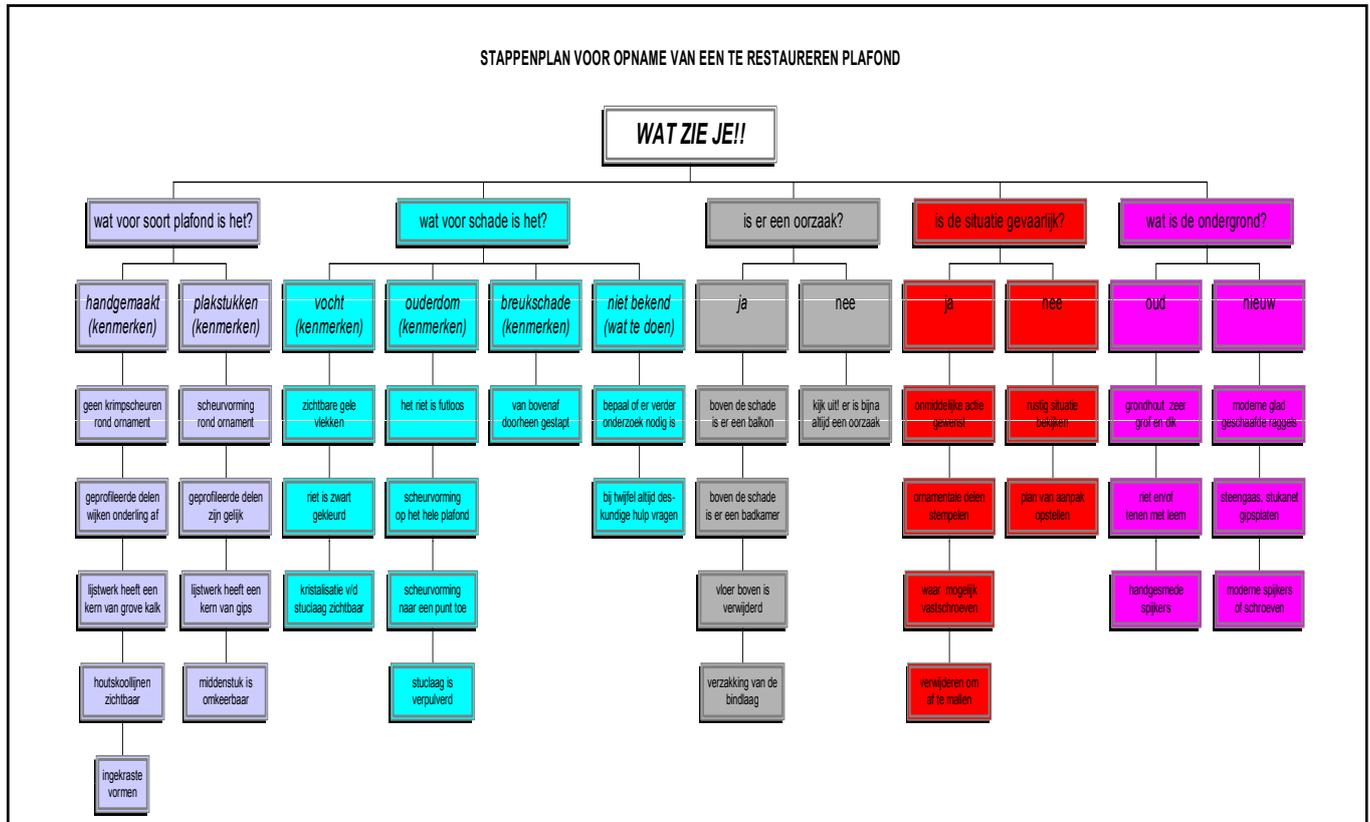 STAPPENPLAN VOOR OPNAME VAN EEN TE RESTAUREREN PLAFOND
WAT ZIE JE!!
wat voor soort plafond is het?
wat voor schade is het?
is er een oorzaak?
is de situatie gevaarlijk?
wat is de ondergrond?
handgemaakt
(kenmerken)
plakstukken
(kenmerken)
vocht
(kenmerken)
ouderdom
(kenmerken)
breukschade
(kenmerken)
niet bekend
(wat te doen)
ja
nee
ja
nee
oud
nieuw
geen krimpscheuren
rond ornament
scheurvorming
rond ornament
zichtbare gele
vlekken
het riet is futloos
van bovenaf
doorheen gestapt
bepaal of er verder
onderzoek nodig is
boven de schade
is er een balkon
kijk uit! er is bijna
altijd een oorzaak
onmiddelijke actie
gewenst
rustig situatie
bekijken
grondhout zeer
grof en dik
moderne glad
geschaafde raggels
geprofileerde delen
wijken onderling af
geprofileerde delen
zijn gelijk
riet is zwart
gekleurd
scheurvorming
op het hele plafond
bij twijfel altijd des-
kundige hulp vragen
boven de schade
is er een badkamer
ornamentale delen
stempelen
plan van aanpak
opstellen
riet en/of
tenen met leem
steengaas, stukanet
gipsplaten
lijstwerk heeft een
kern van grove kalk
lijstwerk heeft een
kern van gips
kristalisatie v/d
stuclaag zichtbaar
scheurvorming
naar een punt toe
vloer boven is
verwijderd
waar mogelijk
vastschroeven
handgesmede
spijkers
moderne spijkers
of schroeven
houtskoollijnen
zichtbaar
middenstuk is
omkeerbaar
stuclaag is
verpulverd
verzakking van de
bindlaag
verwijderen om
af te mallen
ingekraste
vormen